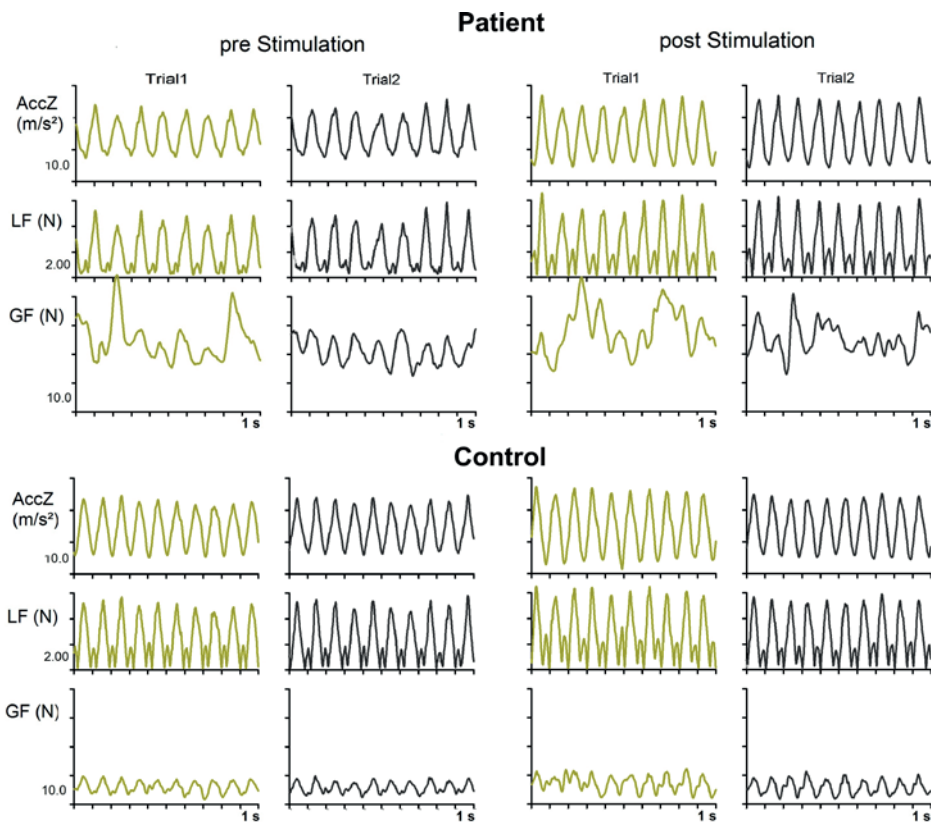 Patient
pre Stimulation
post Stimulation
Trial1
Trial2
Trial1
Trial2
AccZ
(m/s²)
10.0
LF (N)
2.00
GF (N)
10.0
1 s
1 s
1 s
1 s
Control
AccZ
(m/s²)
10.0
LF (N)
2.00
GF (N)
10.0
1 s
1 s
1 s
1 s